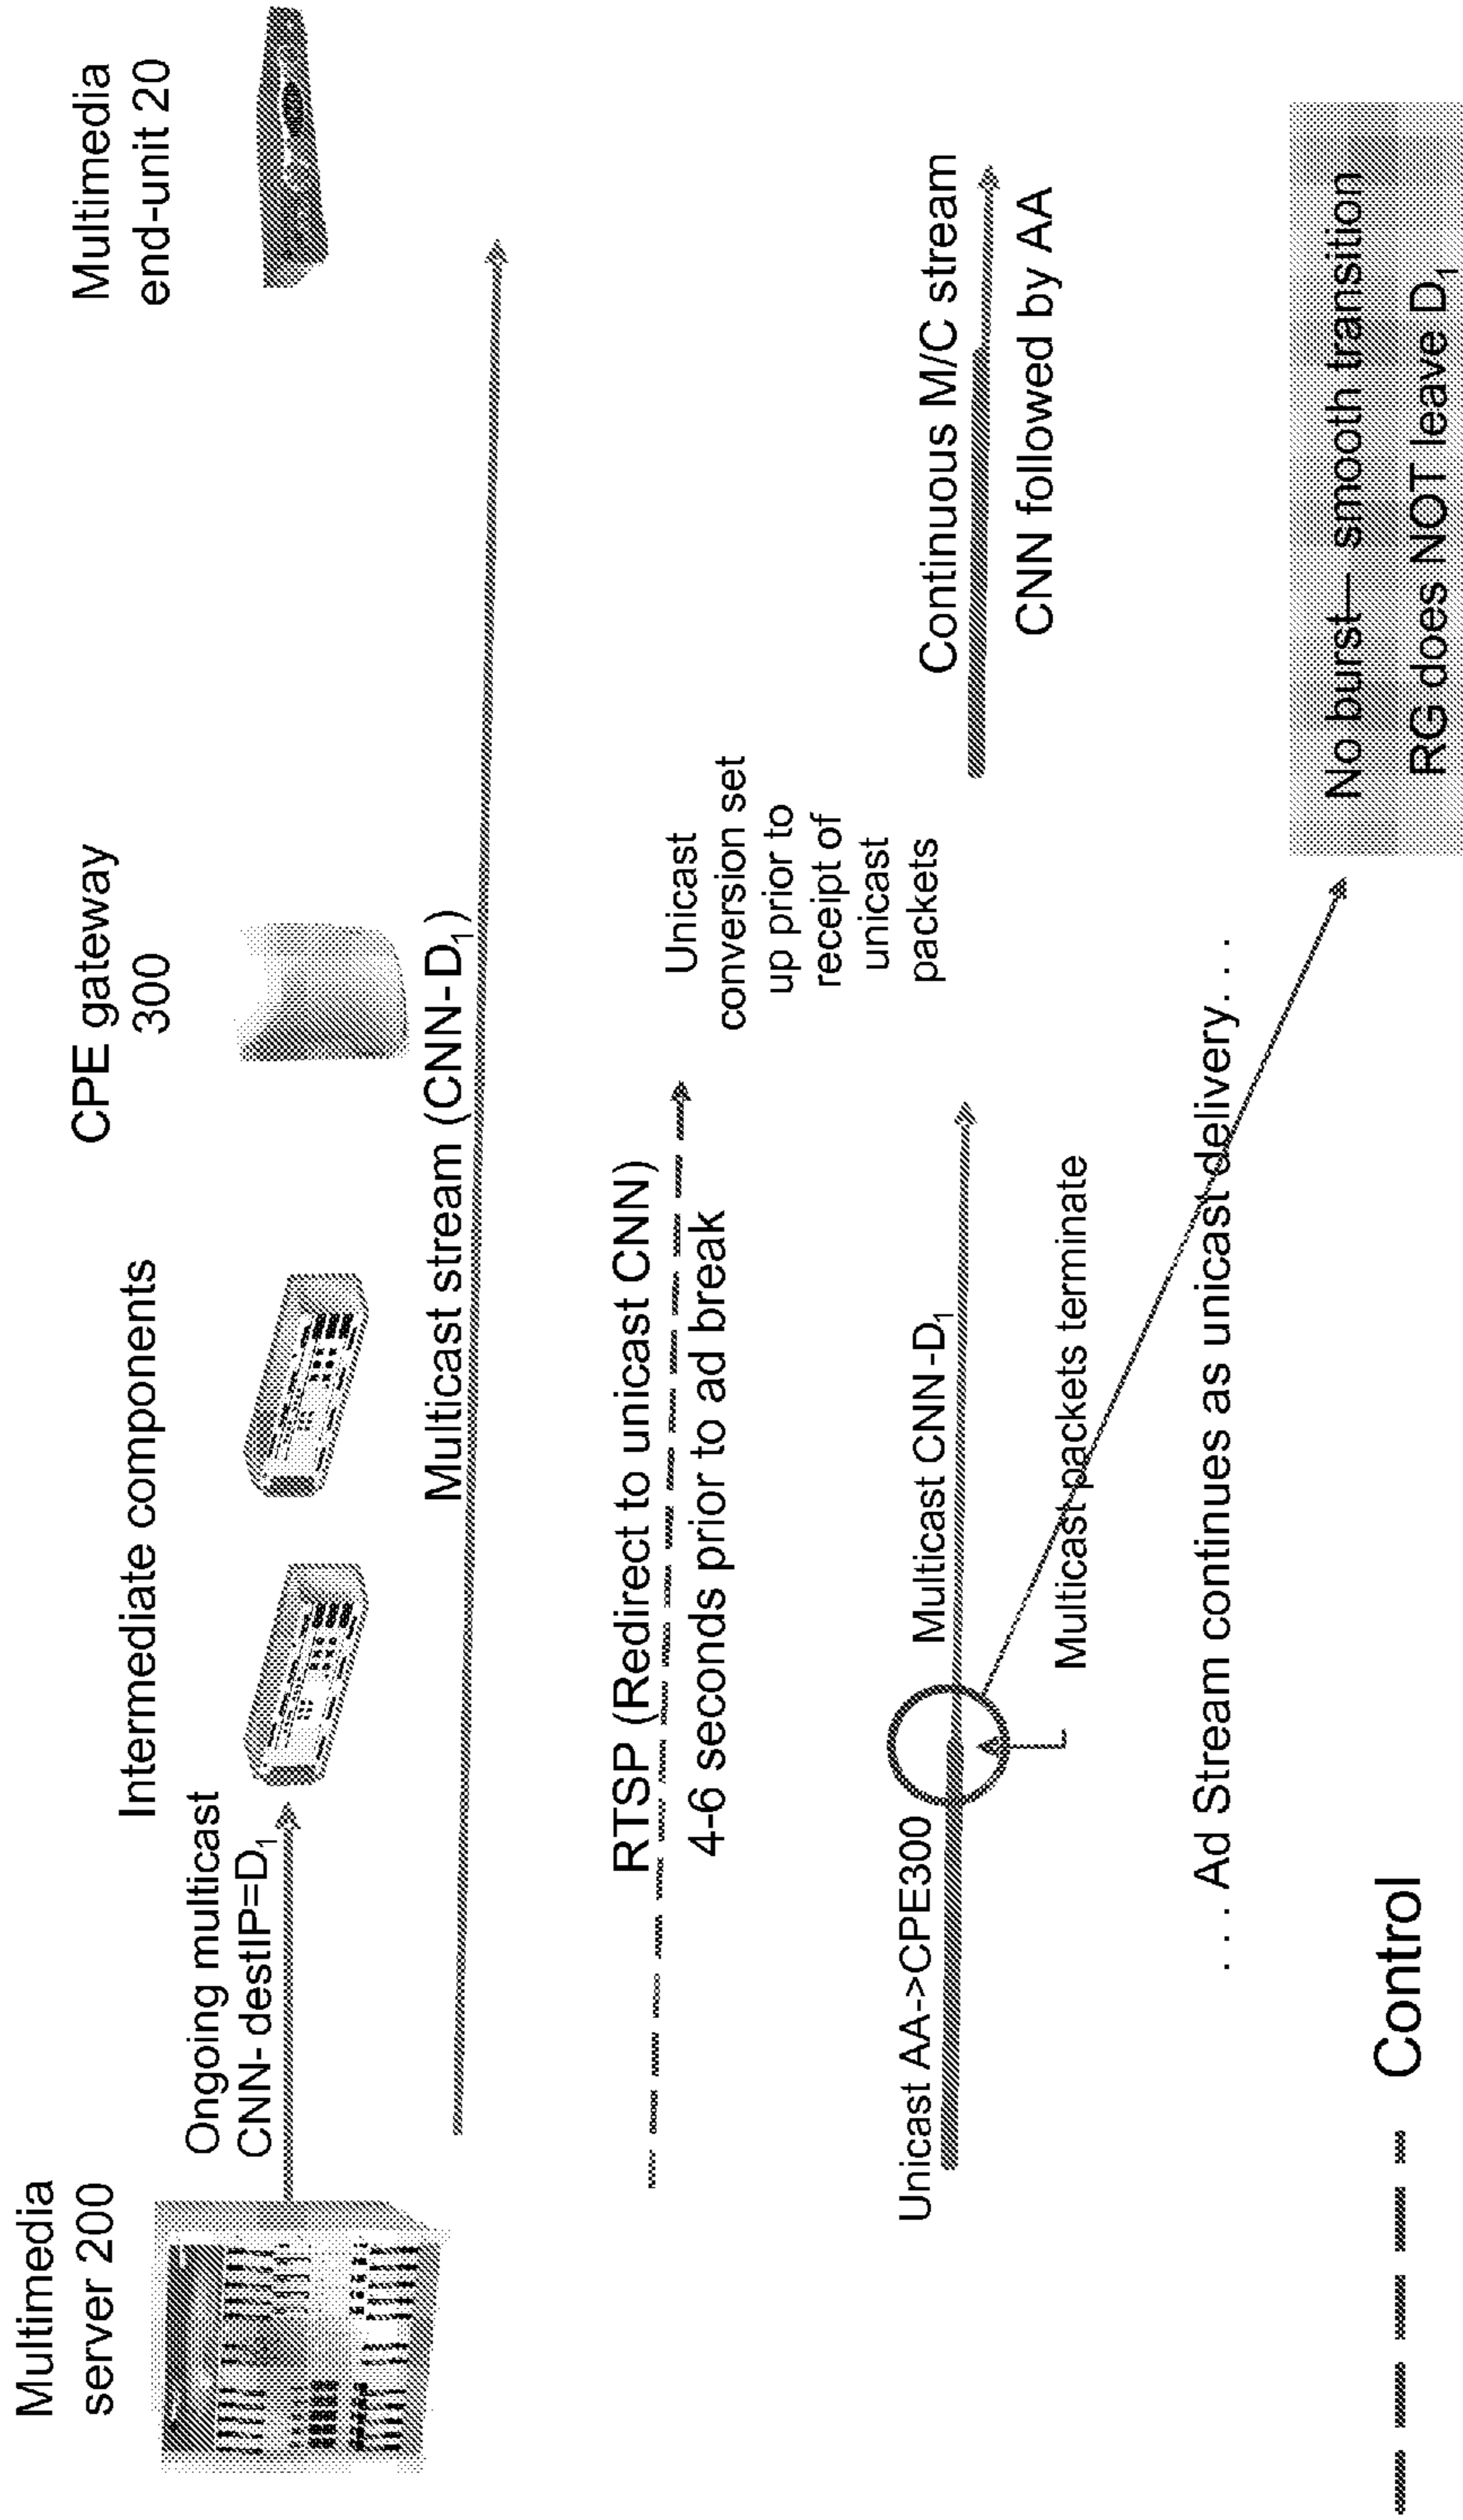 Multimedia
server 200
Ongoing multicast
CNN-destIP=D₁
Intermediate components
CPE gateway
300
Multimedia
end-unit 20
Multicast stream (CNN-D₁)
RTSP (Redirect to unicast CNN)
4-6 seconds prior to ad break
Unicast
conversion set
up prior to
receipt of
unicast
packets
Unicast AA->CPE300
Multicast CNN-D₁
Multicast packets terminate
Continuous M/C stream
CNN followed by AA
. . . Ad Stream continues as unicast delivery. . .
No burst— smooth transition
RG does NOT leave D₁
Control